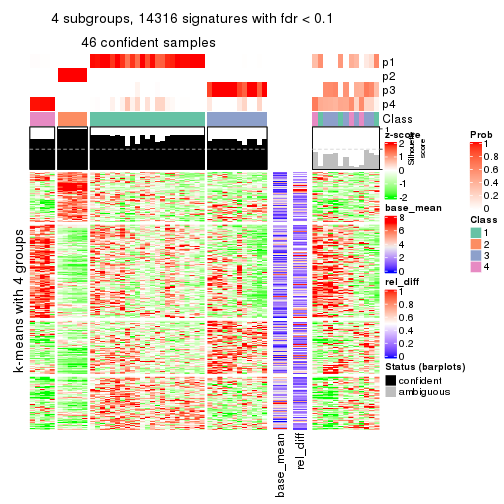 4 subgroups, 14316 signatures with fdr < 0.1
46 confident samples
p1
p2
p3
p4
Class
Silhouette
score
k-means with 4 groups
base_mean
rel_diff
z-score
2
1
0
-1
-2
base_mean
8
6
4
2
0
rel_diff
1
0.8
0.6
0.4
0.2
0
Status (barplots)
confident
ambiguous
Prob
1
0.8
0.6
0.4
0.2
0
Class
1
2
3
4